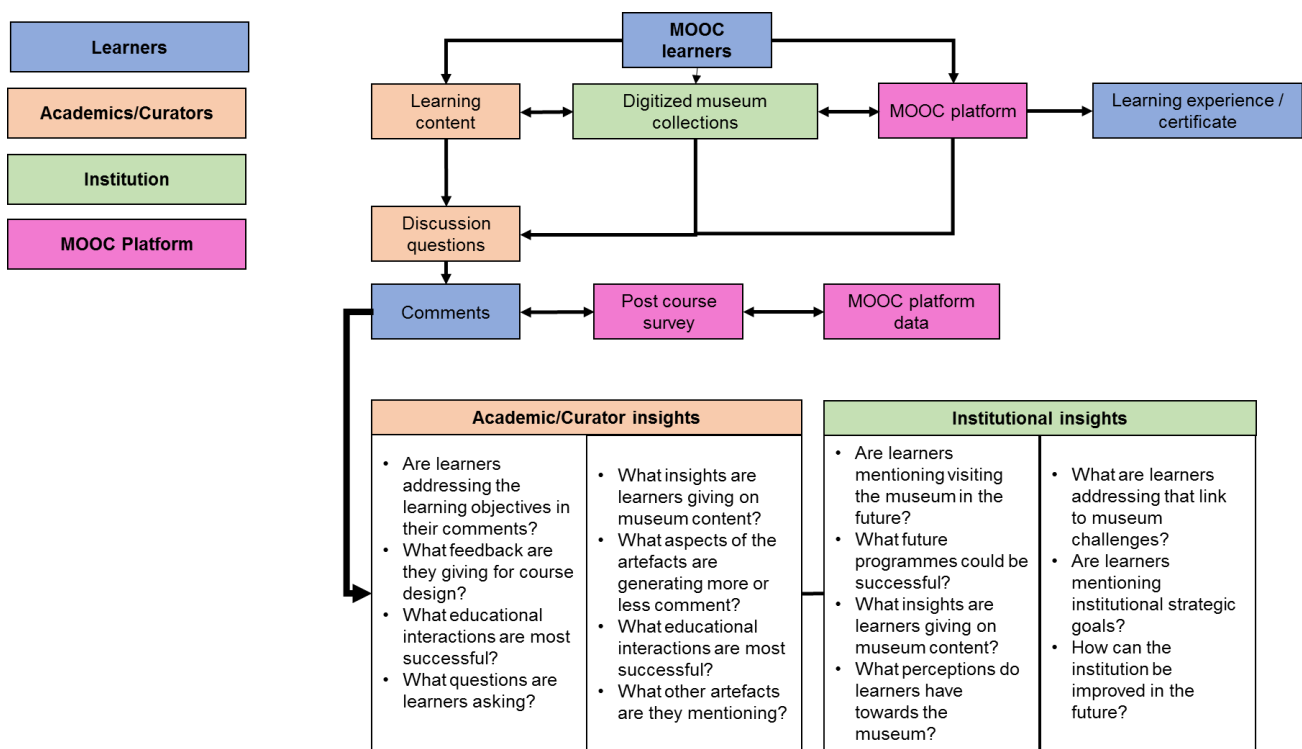 Learners
Academics/Curators
Institution
MOOC Platform
MOOC
learners
Learning
content
Digitized museum
collections
MOOC platform
Learning experience /
certificate
Discussion
questions
Comments
Post course
survey
MOOC platform
data
Academic/Curator insights
• Are learners
addressing the
learning objectives in
their comments?
• What feedback are
they giving for course
design?
• What educational
interactions are most
successful?
• What questions are
learners asking?
• What insights are
learners giving on
museum content?
• What aspects of the
artefacts are
generating more or
less comment?
• What educational
interactions are most
successful?
• What other artefacts
are they mentioning?
Institutional insights
• Are learners
mentioning visiting
the museum in the
future?
• What future
programmes could be
successful?
• What insights are
learners giving on
museum content?
• What perceptions do
learners have
towards the
museum?
• What are learners
addressing that link
to museum
challenges?
• Are learners
mentioning
institutional strategic
goals?
• How can the
institution be
improved in the
future?